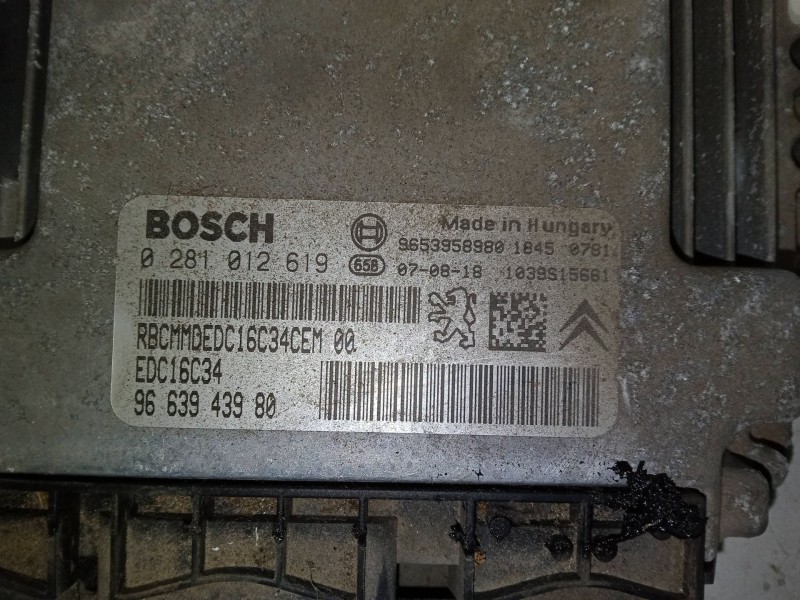 BOSCH
Made in Hungary
9653958980 1845 0781
0 281 012 619
658 07-08-18 1039S15661
RBCMMBEDC16C34CEM 00
EDC16C34
96 639 439 80